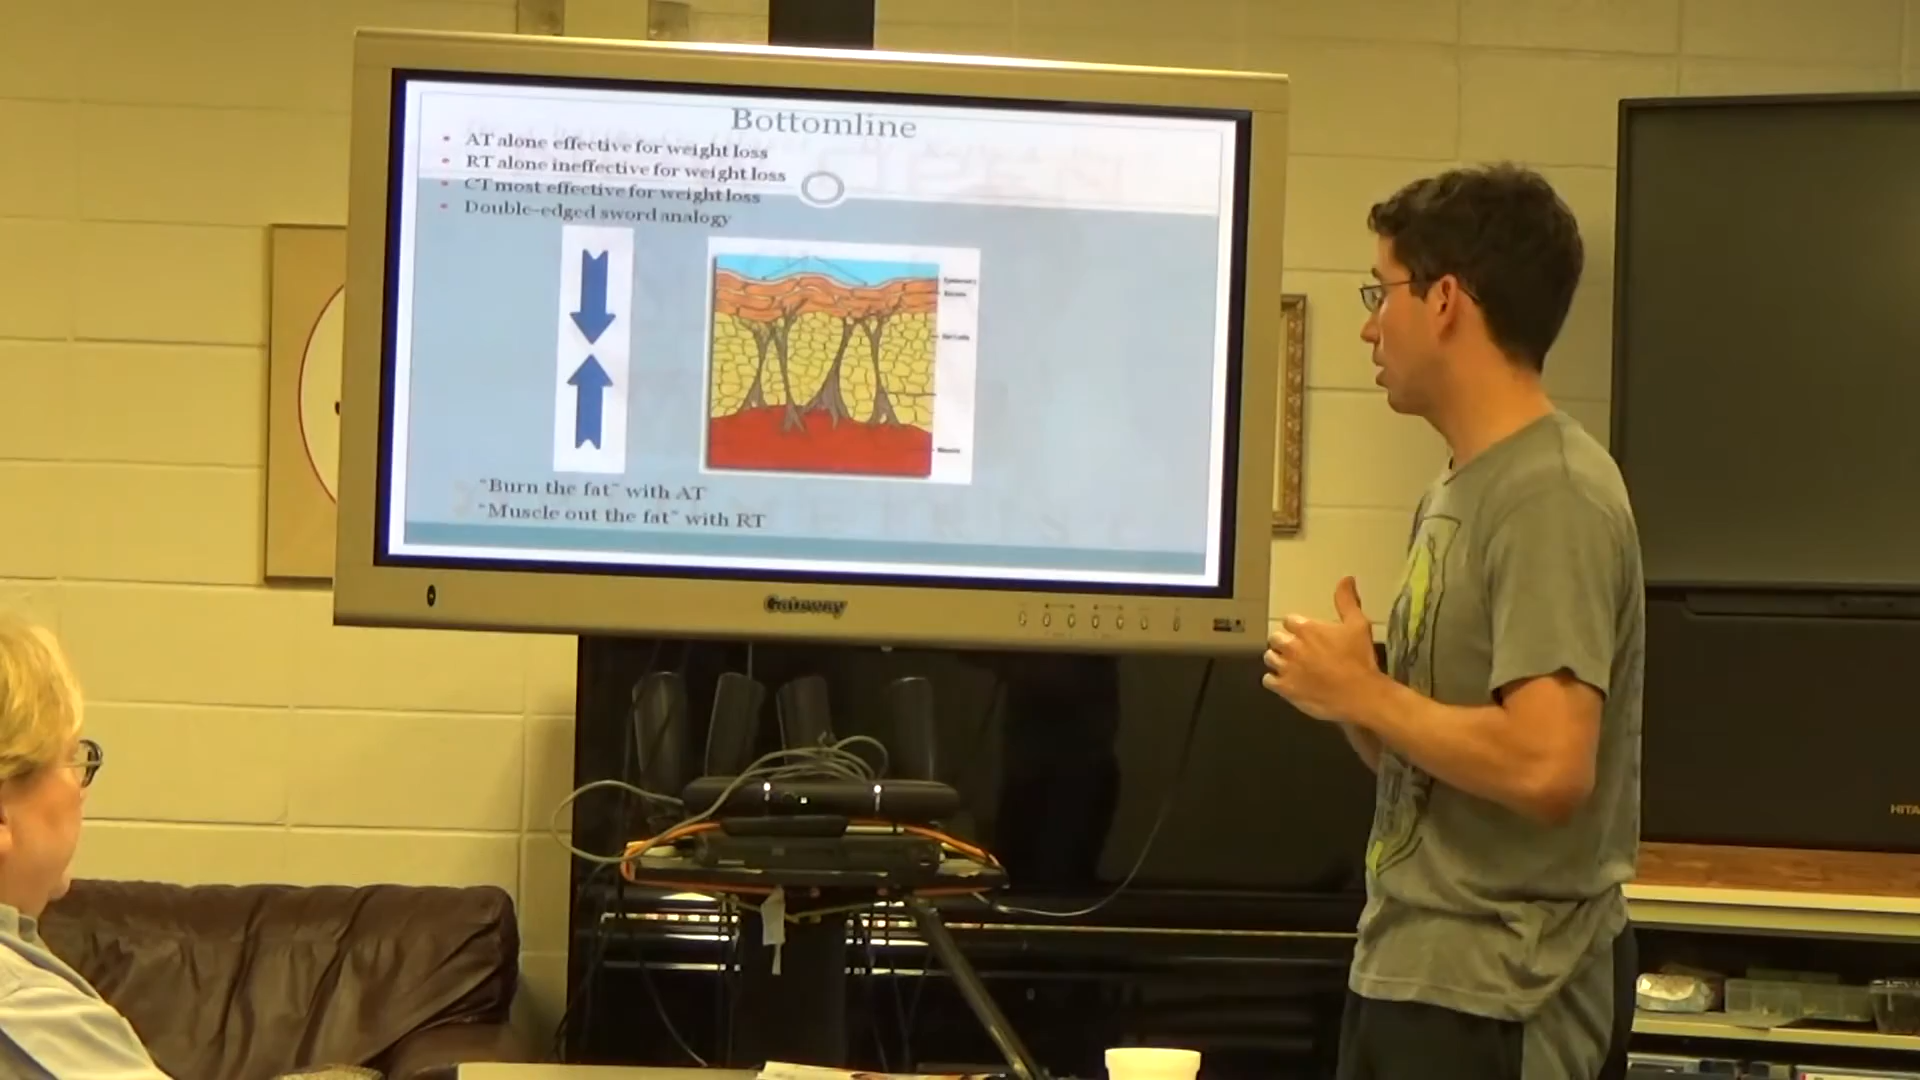 Bottomline
AT alone effective for weight loss
RT alone ineffective for weight loss
CT most effective for weight loss
Double-edged sword analogy
"Burn the fat" with AT
"Muscle out the fat" with RT
Gateway
HITA